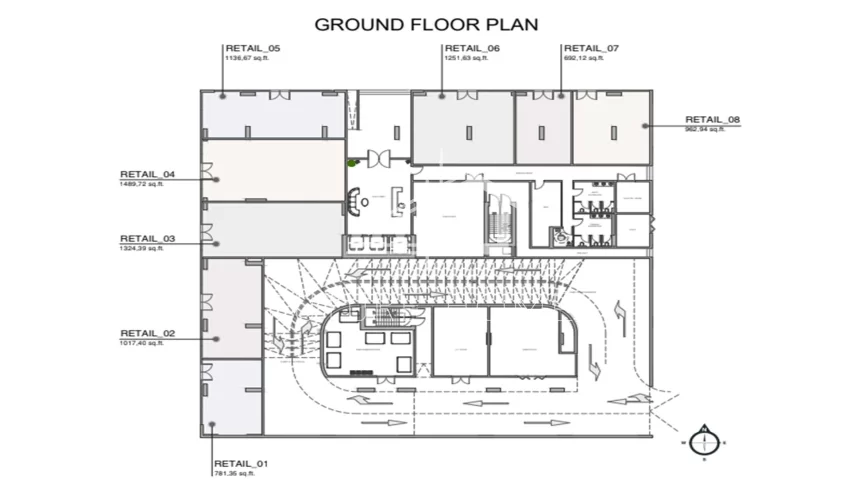 GROUND FLOOR PLAN
RETAIL_05
1136,67 sq.ft.
RETAIL_06
1251,63 sq.ft.
RETAIL_07
692,12 sq.ft.
RETAIL_08
962,94 sq.ft.
RETAIL_04
1489,72 sq.ft.
RETAIL_03
1324,39 sq.ft.
RETAIL_02
1017,40 sq.ft.
RETAIL_01
781,35 sq.ft.
N
W
E
S